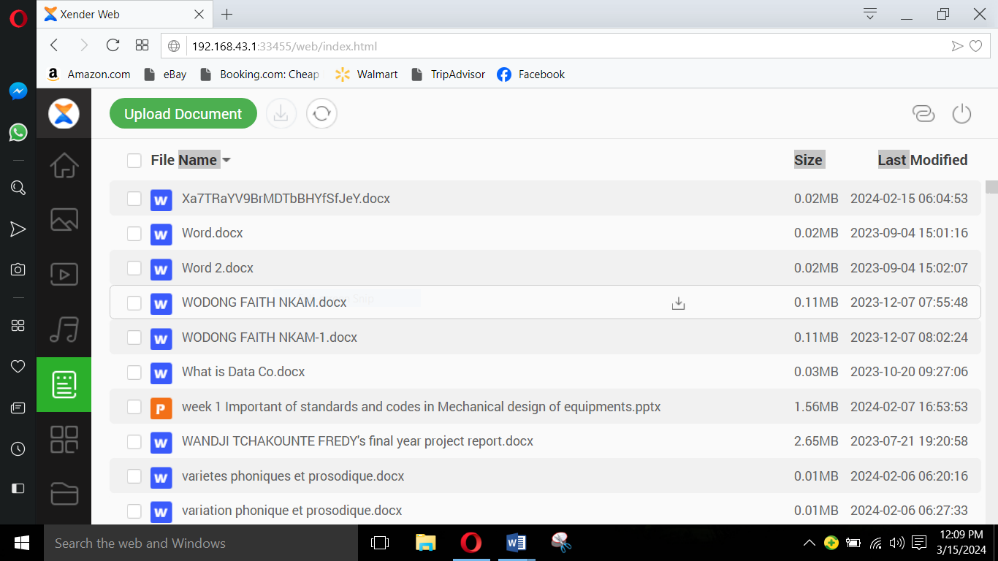 Xender Web
192.168.43.1:33455/web/index.html
Amazon.com eBay Booking.com: Cheap Walmart TripAdvisor Facebook
Upload Document
File Name Size Last Modified
Xa7TRaYV9BrMDTbBHYfSfJeY.docx 0.02MB 2024-02-15 06:04:53
Word.docx 0.02MB 2023-09-04 15:01:16
Word 2.docx 0.02MB 2023-09-04 15:02:07
WODONG FAITH NKAM.docx 0.11MB 2023-12-07 07:55:48
WODONG FAITH NKAM-1.docx 0.11MB 2023-12-07 08:02:24
What is Data Co.docx 0.03MB 2023-10-20 09:27:06
week 1 Important of standards and codes in Mechanical design of equipments.pptx 1.56MB 2024-02-07 16:53:53
WANDJI TCHAKOUNTE FREDY's final year project report.docx 2.65MB 2023-07-21 19:20:58
varietes phoniques et prosodique.docx 0.01MB 2024-02-06 06:20:16
variation phonique et prosodique.docx 0.01MB 2024-02-06 06:27:33
Search the web and Windows
12:09 PM
3/15/2024